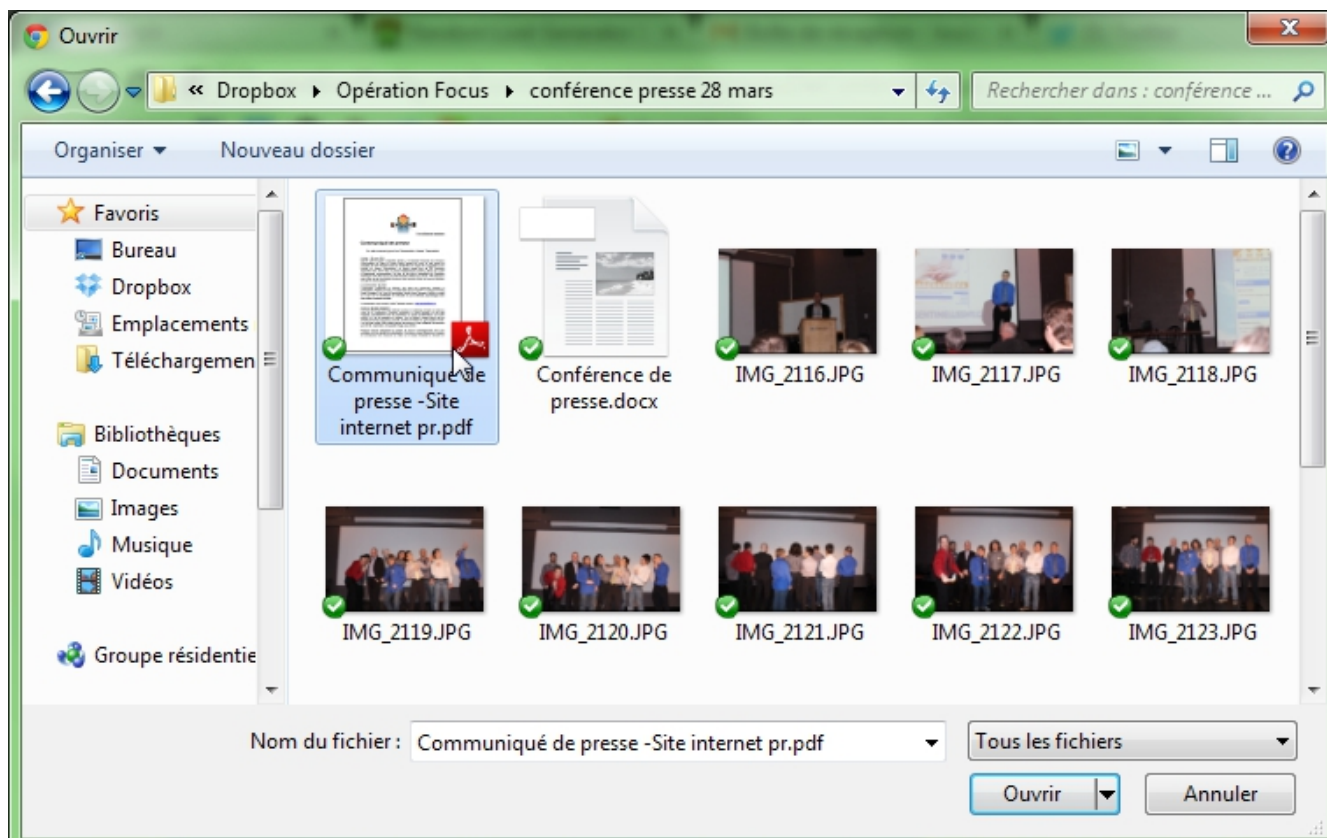 Ouvrir
« Dropbox ▸ Opération Focus ▸ conférence presse 28 mars
Rechercher dans : conférence ...
Organiser
Nouveau dossier
Favoris
Bureau
Dropbox
Emplacements
Téléchargemen
Bibliothèques
Documents
Images
Musique
Vidéos
Groupe résidentie
Communiqué de
presse -Site
internet pr.pdf
Conférence de
presse.docx
IMG_2116.JPG
IMG_2117.JPG
IMG_2118.JPG
IMG_2119.JPG
IMG_2120.JPG
IMG_2121.JPG
IMG_2122.JPG
IMG_2123.JPG
Nom du fichier :
Communiqué de presse -Site internet pr.pdf
Tous les fichiers
Ouvrir
Annuler